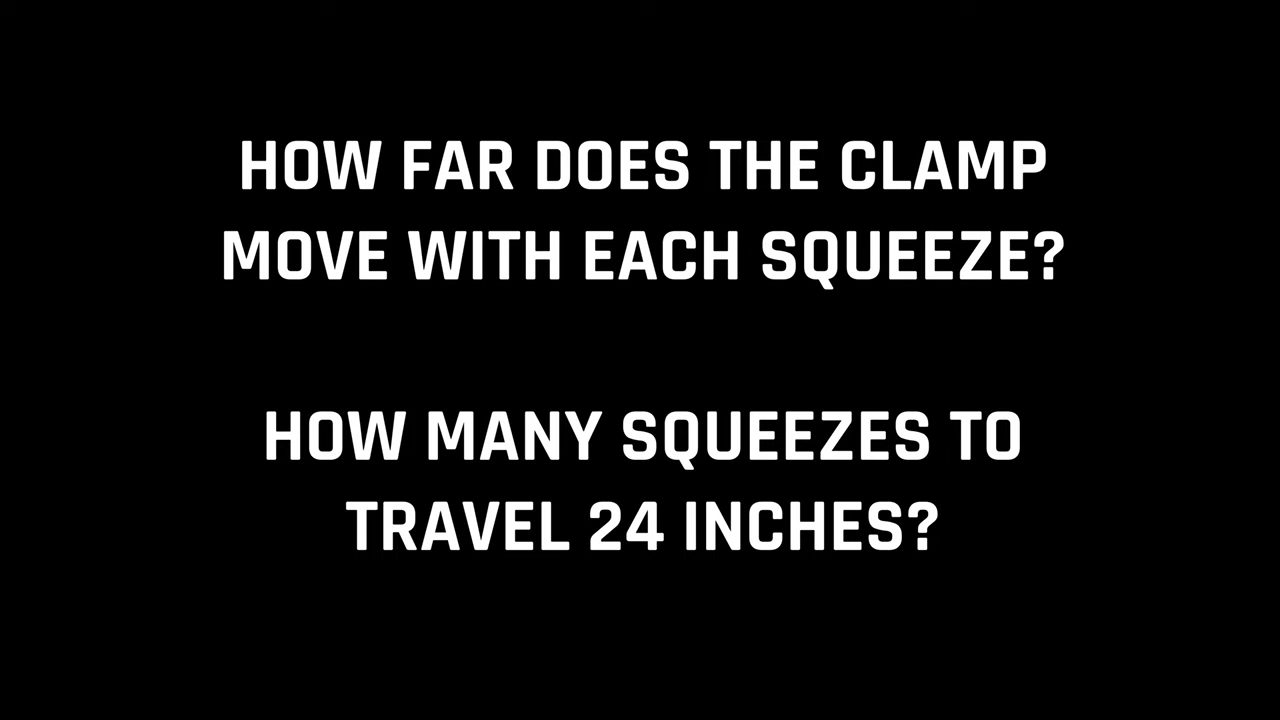 HOW FAR DOES THE CLAMP
MOVE WITH EACH SQUEEZE?
HOW MANY SQUEEZES TO
TRAVEL 24 INCHES?